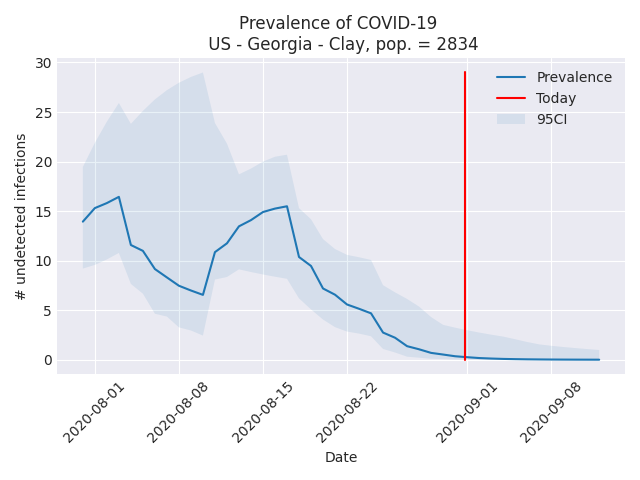 Prevalence of COVID-19
US - Georgia - Clay, pop. = 2834
30
25
20
15
10
5
0
# undetected infections
Prevalence
Today
95CI
2020-08-01
2020-08-08
2020-08-15
2020-08-22
2020-09-01
2020-09-08
Date